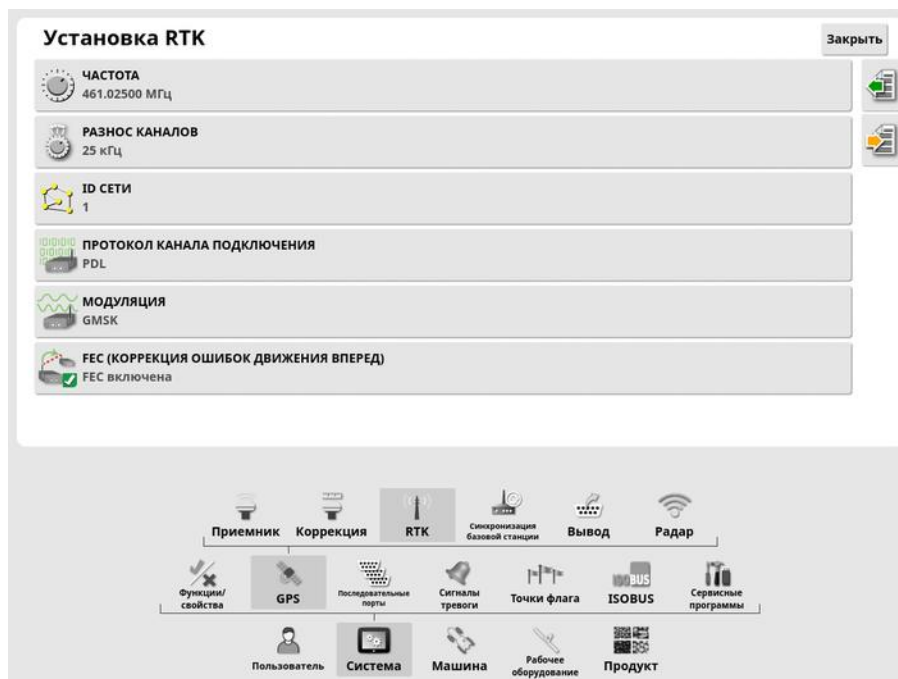 Установка RTK
Закрыть
ЧАСТОТА
461.02500 МГц
РАЗНОС КАНАЛОВ
25 кГц
ID СЕТИ
1
ПРОТОКОЛ КАНАЛА ПОДКЛЮЧЕНИЯ
PDL
МОДУЛЯЦИЯ
GMSK
FEC (КОРРЕКЦИЯ ОШИБОК ДВИЖЕНИЯ ВПЕРЕД)
FEC включена
Приемник
Коррекция
RTK
Синхронизация
базовой станции
Вывод
Радар
Функции/
свойства
GPS
Последовательные
порты
Сигналы
тревоги
Точки флага
ISOBUS
Сервисные
программы
Пользователь
Система
Машина
Рабочее
оборудование
Продукт